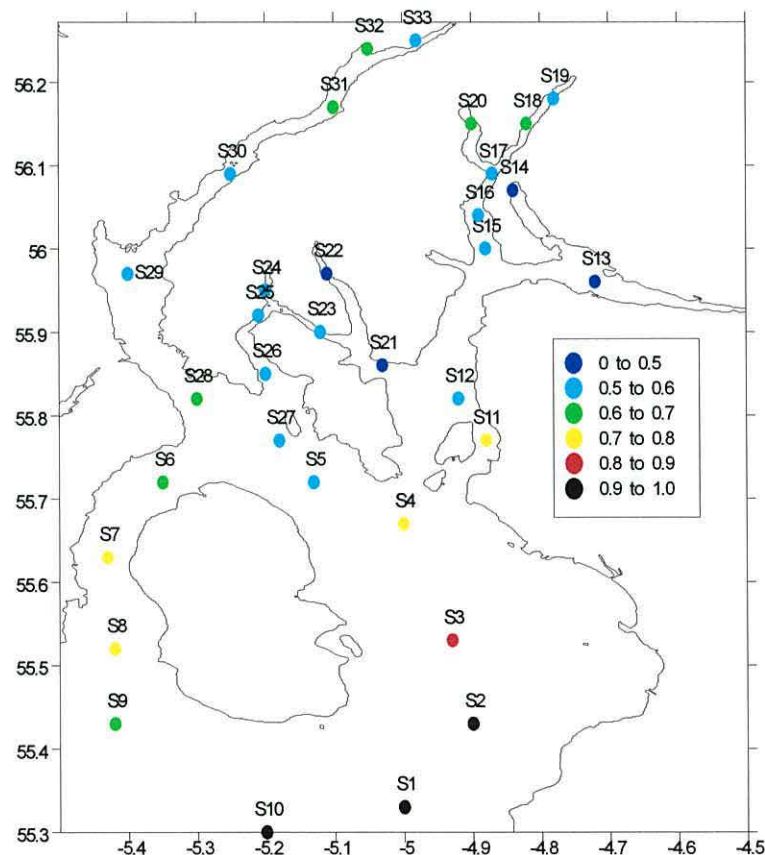 S32 S33
56.2
S31
S19
S20 S18
S17
S14
S30
56.1
S16
S15
56
S29
S24
S22
S13
S25
S23
55.9
S21
S26
S28
S12
0 to 0.5
0.5 to 0.6
0.6 to 0.7
0.7 to 0.8
0.8 to 0.9
0.9 to 1.0
55.8
S27
S11
S6
S5
55.7
S4
S7
55.6
S8
S3
55.5
S9
S2
55.4
S1
S10
55.3
-5.4 -5.3 -5.2 -5.1 -5 -4.9 -4.8 -4.7 -4.6 -4.5